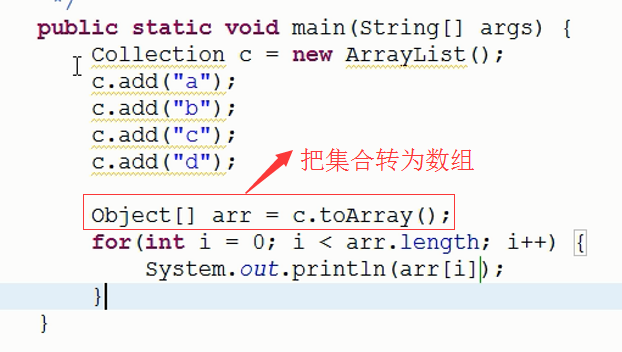 */
public static void main(String[] args) {
Collection c = new ArrayList();
c.add("a");
c.add("b");
c.add("c");
c.add("d");
把集合转为数组
Object[] arr = c.toArray();
for(int i = 0; i < arr.length; i++) {
System.out.println(arr[i]);
}
}